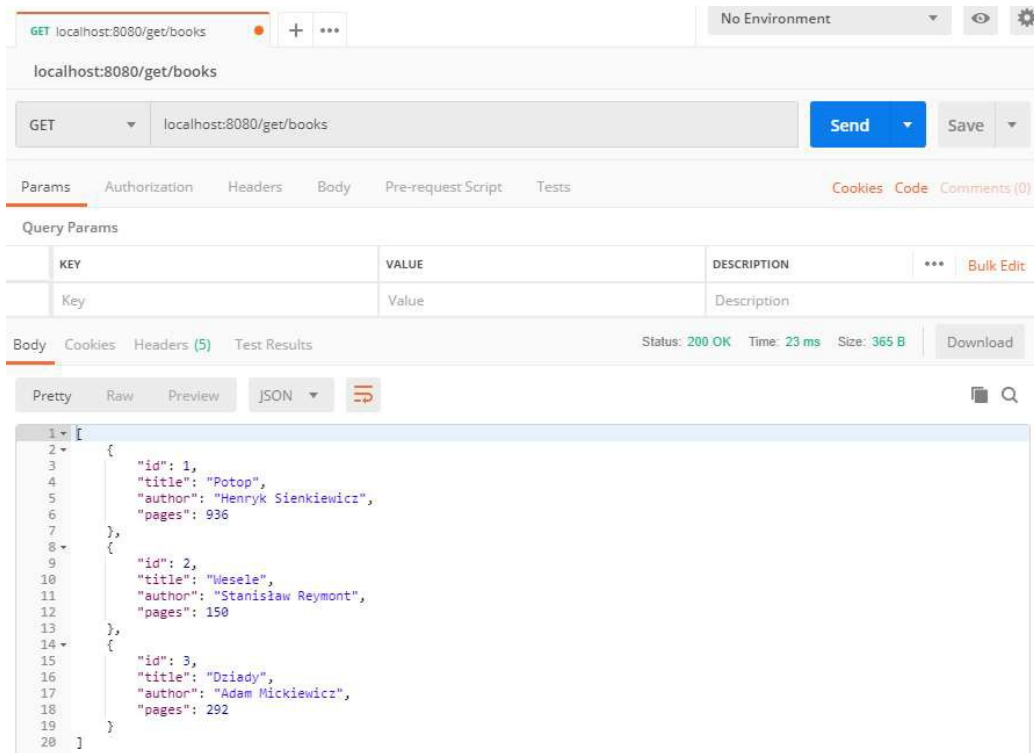 GET localhost:8080/get/books + ••• No Environment
localhost:8080/get/books
GET localhost:8080/get/books Send Save
Params Authorization Headers Body Pre-request Script Tests Cookies Code Comments (0)
Query Params
KEY VALUE DESCRIPTION ••• Bulk Edit
Key Value Description
Body Cookies Headers (5) Test Results Status: 200 OK Time: 23 ms Size: 365 B Download
Pretty Raw Preview JSON
1 [
2 {
3 "id": 1,
4 "title": "Potop",
5 "author": "Henryk Sienkiewicz",
6 "pages": 936
7 },
8 {
9 "id": 2,
10 "title": "Wesele",
11 "author": "Stanisław Reymont",
12 "pages": 150
13 },
14 {
15 "id": 3,
16 "title": "Dziady",
17 "author": "Adam Mickiewicz",
18 "pages": 292
19 }
20 ]